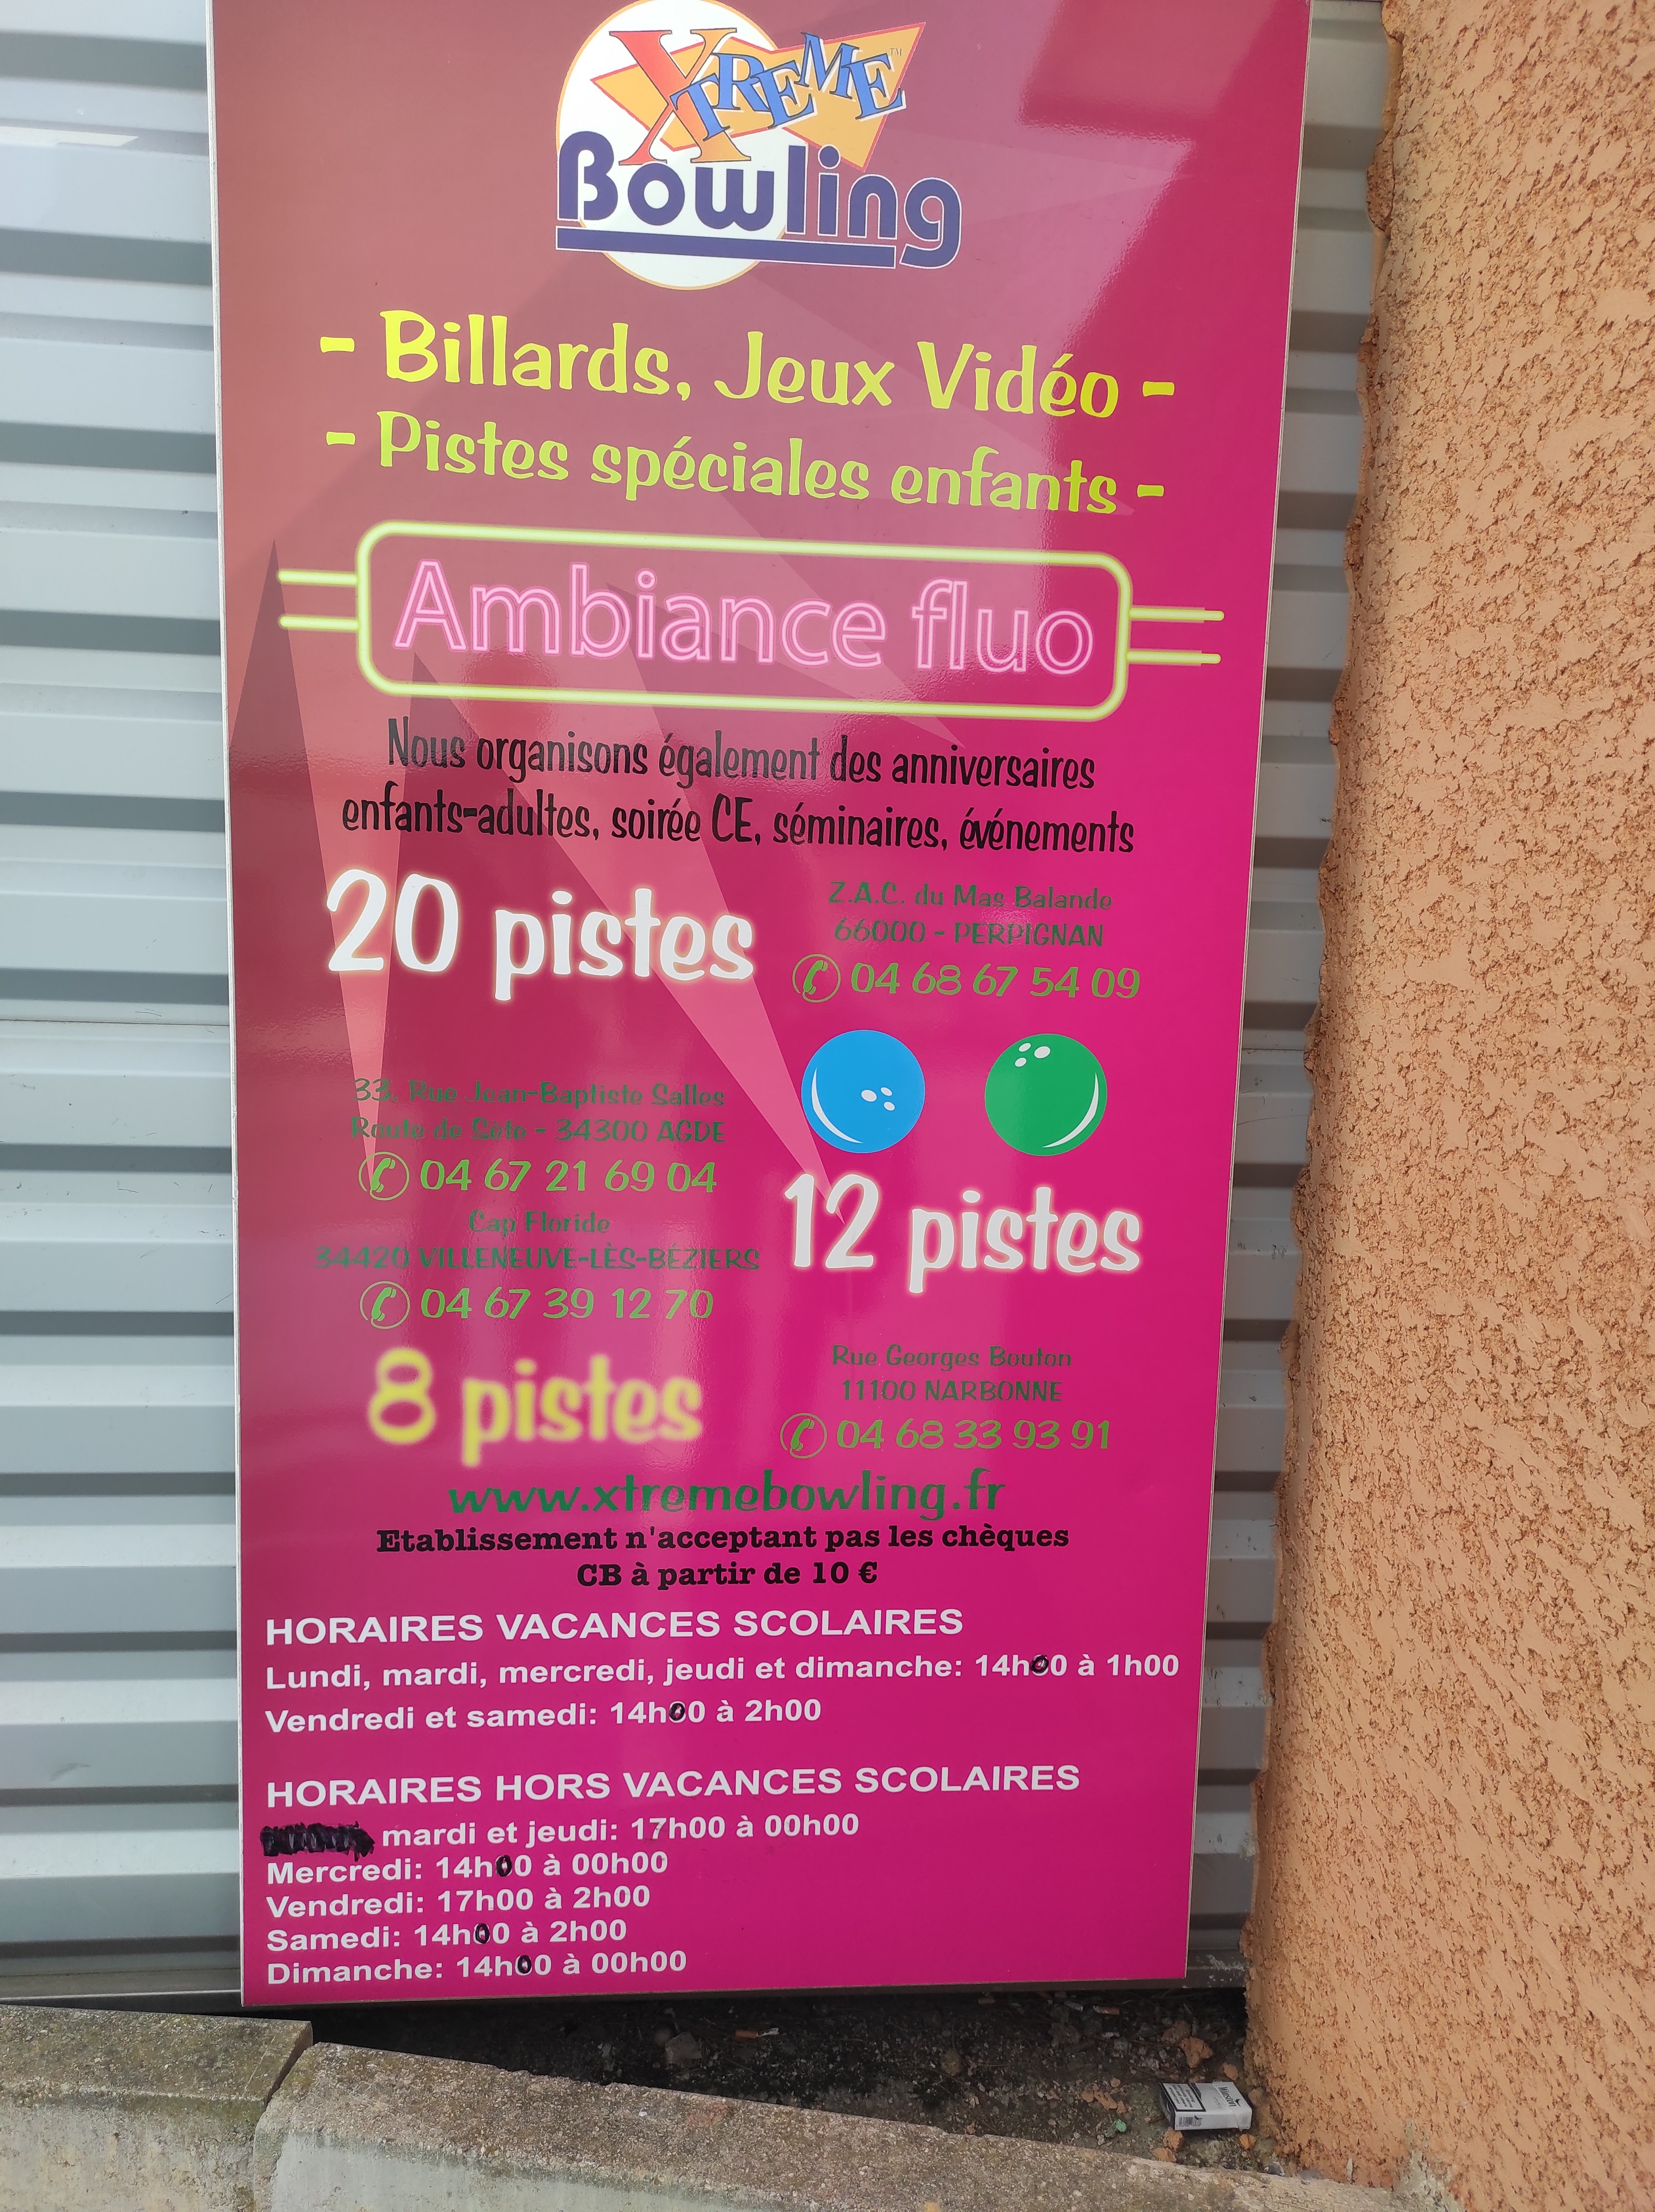 XTREME™
Bowling
- Billards, Jeux Vidéo -
- Pistes spéciales enfants -
Ambiance fluo
Nous organisons également des anniversaires
enfants-adultes, soirée CE, séminaires, événements
20 pistes
Z.A.C. du Mas Balande
66000 - PERPIGNAN
04 68 67 54 09
33, Rue Jean-Baptiste Salles
Route de Sète - 34300 AGDE
04 67 21 69 04
Cap Floride
34420 VILLENEUVE-LÈS-BÉZIERS
04 67 39 12 70
12 pistes
8 pistes
Rue Georges Bouton
11100 NARBONNE
04 68 33 93 91
www.xtremebowling.fr
Etablissement n'acceptant pas les chèques
CB à partir de 10 €
HORAIRES VACANCES SCOLAIRES
Lundi, mardi, mercredi, jeudi et dimanche: 14h00 à 1h00
Vendredi et samedi: 14h00 à 2h00
HORAIRES HORS VACANCES SCOLAIRES
mardi et jeudi: 17h00 à 00h00
Mercredi: 14h00 à 00h00
Vendredi: 17h00 à 2h00
Samedi: 14h00 à 2h00
Dimanche: 14h00 à 00h00